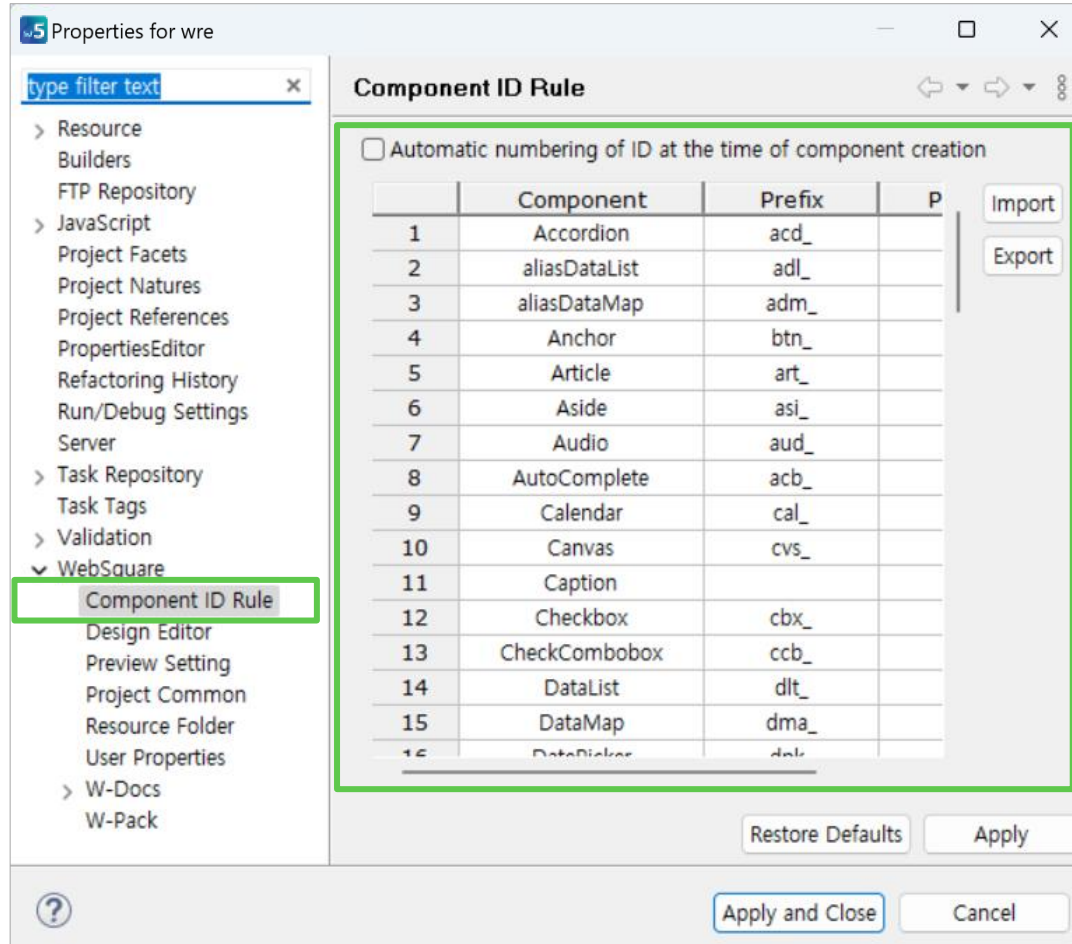 w5 Properties for wre
type filter text
Resource
Builders
FTP Repository
JavaScript
Project Facets
Project Natures
Project References
PropertiesEditor
Refactoring History
Run/Debug Settings
Server
Task Repository
Task Tags
Validation
WebSquare
Component ID Rule
Design Editor
Preview Setting
Project Common
Resource Folder
User Properties
W-Docs
W-Pack
Component ID Rule
Automatic numbering of ID at the time of component creation
Component Prefix P
1 Accordion acd_
2 aliasDataList adl_
3 aliasDataMap adm_
4 Anchor btn_
5 Article art_
6 Aside asi_
7 Audio aud_
8 AutoComplete acb_
9 Calendar cal_
10 Canvas cvs_
11 Caption
12 Checkbox cbx_
13 CheckCombobox ccb_
14 DataList dlt_
15 DataMap dma_
16 DatePicker dpk
Import
Export
Restore Defaults Apply
? Apply and Close Cancel